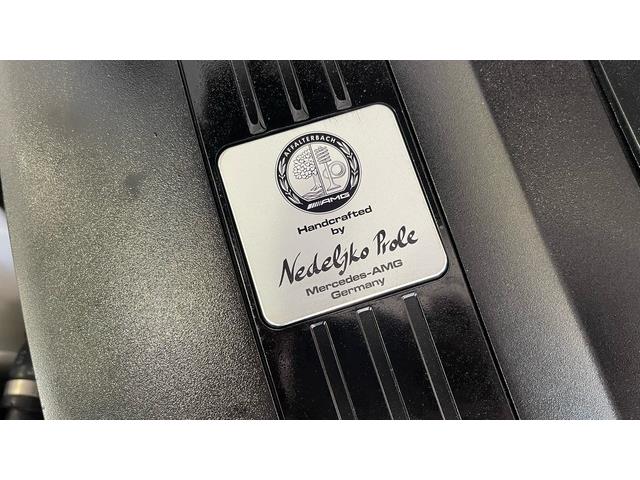 AFFALTERBACH
AMG
Handcrafted
by
Nedeljko Prole
Mercedes-AMG
Germany